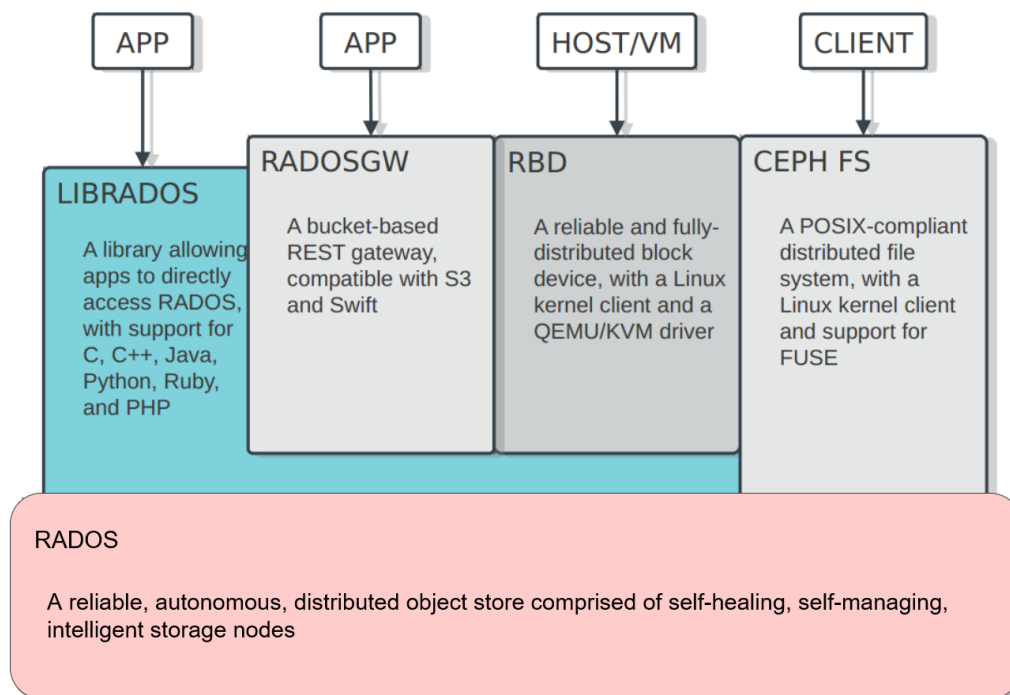 APP
APP
HOST/VM
CLIENT
LIBRADOS
A library allowing
apps to directly
access RADOS,
with support for
C, C++, Java,
Python, Ruby,
and PHP
RADOSGW
A bucket-based
REST gateway,
compatible with S3
and Swift
RBD
A reliable and fully-
distributed block
device, with a Linux
kernel client and a
QEMU/KVM driver
CEPH FS
A POSIX-compliant
distributed file
system, with a
Linux kernel client
and support for
FUSE
RADOS
A reliable, autonomous, distributed object store comprised of self-healing, self-managing,
intelligent storage nodes